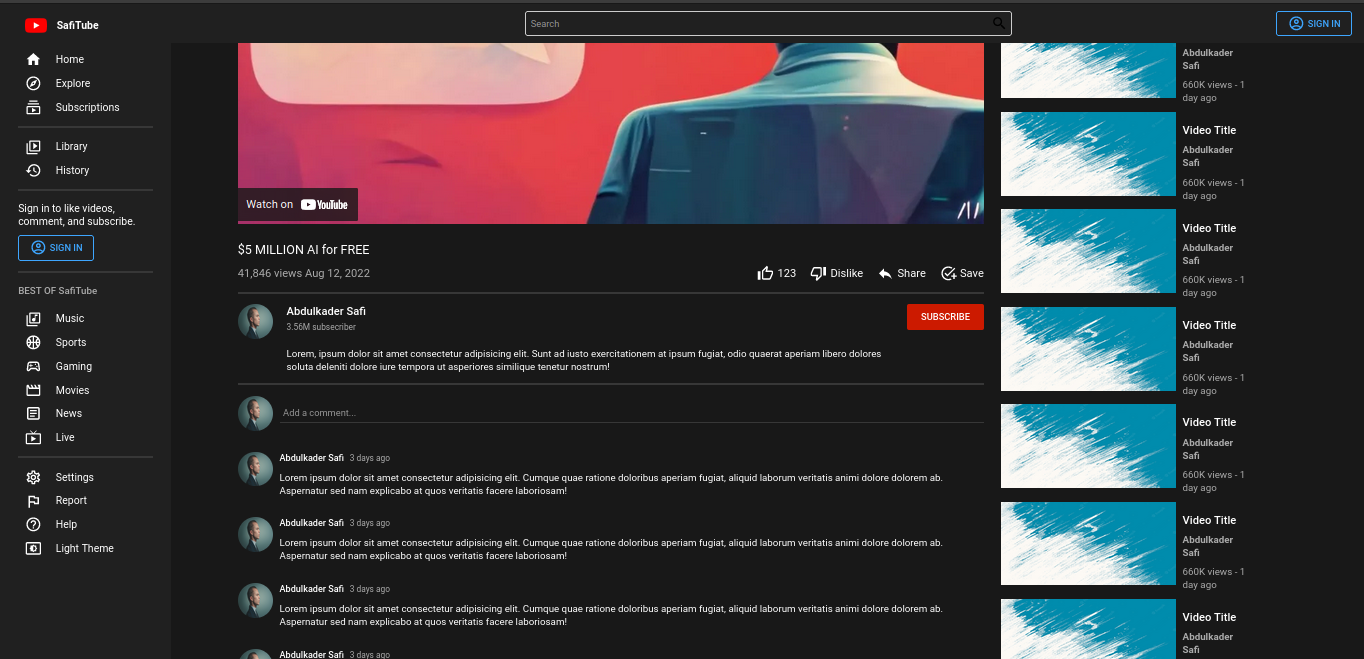 SafiTube
Search
SIGN IN
Home
Explore
Subscriptions
Library
History
Sign in to like videos,
comment, and subscribe.
SIGN IN
BEST OF SafiTube
Music
Sports
Gaming
Movies
News
Live
Settings
Report
Help
Light Theme
Watch on YouTube
$5 MILLION AI for FREE
41,846 views Aug 12, 2022
123 Dislike Share Save
Abdulkader Safi
3.56M subsecriber
SUBSCRIBE
Lorem, ipsum dolor sit amet consectetur adipisicing elit. Sunt ad iusto exercitationem at ipsum fugiat, odio quaerat aperiam libero dolores
soluta deleniti dolore iure tempora ut asperiores similique tenetur nostrum!
Add a comment...
Abdulkader Safi 3 days ago
Lorem ipsum dolor sit amet consectetur adipisicing elit. Cumque quae ratione doloribus aperiam fugiat, aliquid laborum veritatis animi dolore dolorem ab.
Aspernatur sed nam explicabo at quos veritatis facere laboriosam!
Abdulkader Safi 3 days ago
Lorem ipsum dolor sit amet consectetur adipisicing elit. Cumque quae ratione doloribus aperiam fugiat, aliquid laborum veritatis animi dolore dolorem ab.
Aspernatur sed nam explicabo at quos veritatis facere laboriosam!
Abdulkader Safi 3 days ago
Lorem ipsum dolor sit amet consectetur adipisicing elit. Cumque quae ratione doloribus aperiam fugiat, aliquid laborum veritatis animi dolore dolorem ab.
Aspernatur sed nam explicabo at quos veritatis facere laboriosam!
Abdulkader Safi 3 days ago
Abdulkader
Safi
660K views - 1
day ago
Video Title
Abdulkader
Safi
660K views - 1
day ago
Video Title
Abdulkader
Safi
660K views - 1
day ago
Video Title
Abdulkader
Safi
660K views - 1
day ago
Video Title
Abdulkader
Safi
660K views - 1
day ago
Video Title
Abdulkader
Safi
660K views - 1
day ago
Video Title
Abdulkader
Safi